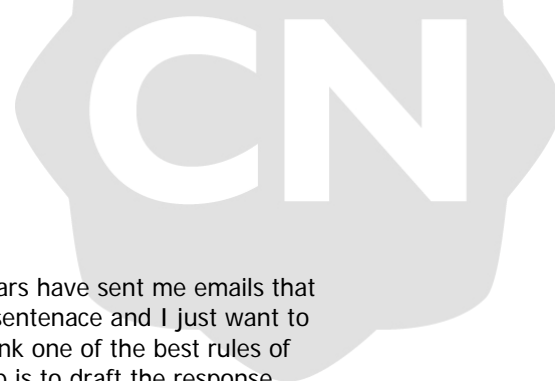 CN
ars have sent me emails that
sentenace and I just want to
nk one of the best rules of
o is to draft the response